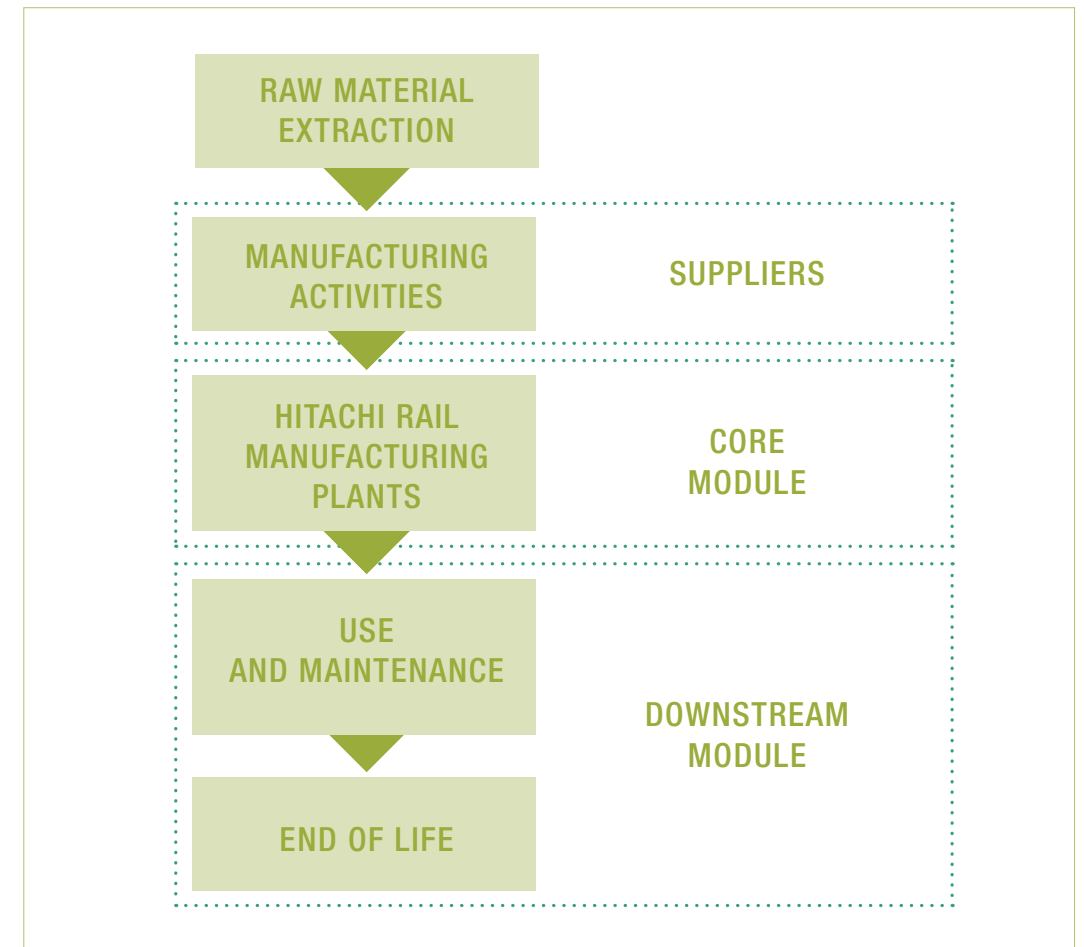 RAW MATERIAL
EXTRACTION
MANUFACTURING
ACTIVITIES
SUPPLIERS
HITACHI RAIL
MANUFACTURING
PLANTS
CORE
MODULE
USE
AND MAINTENANCE
DOWNSTREAM
MODULE
END OF LIFE